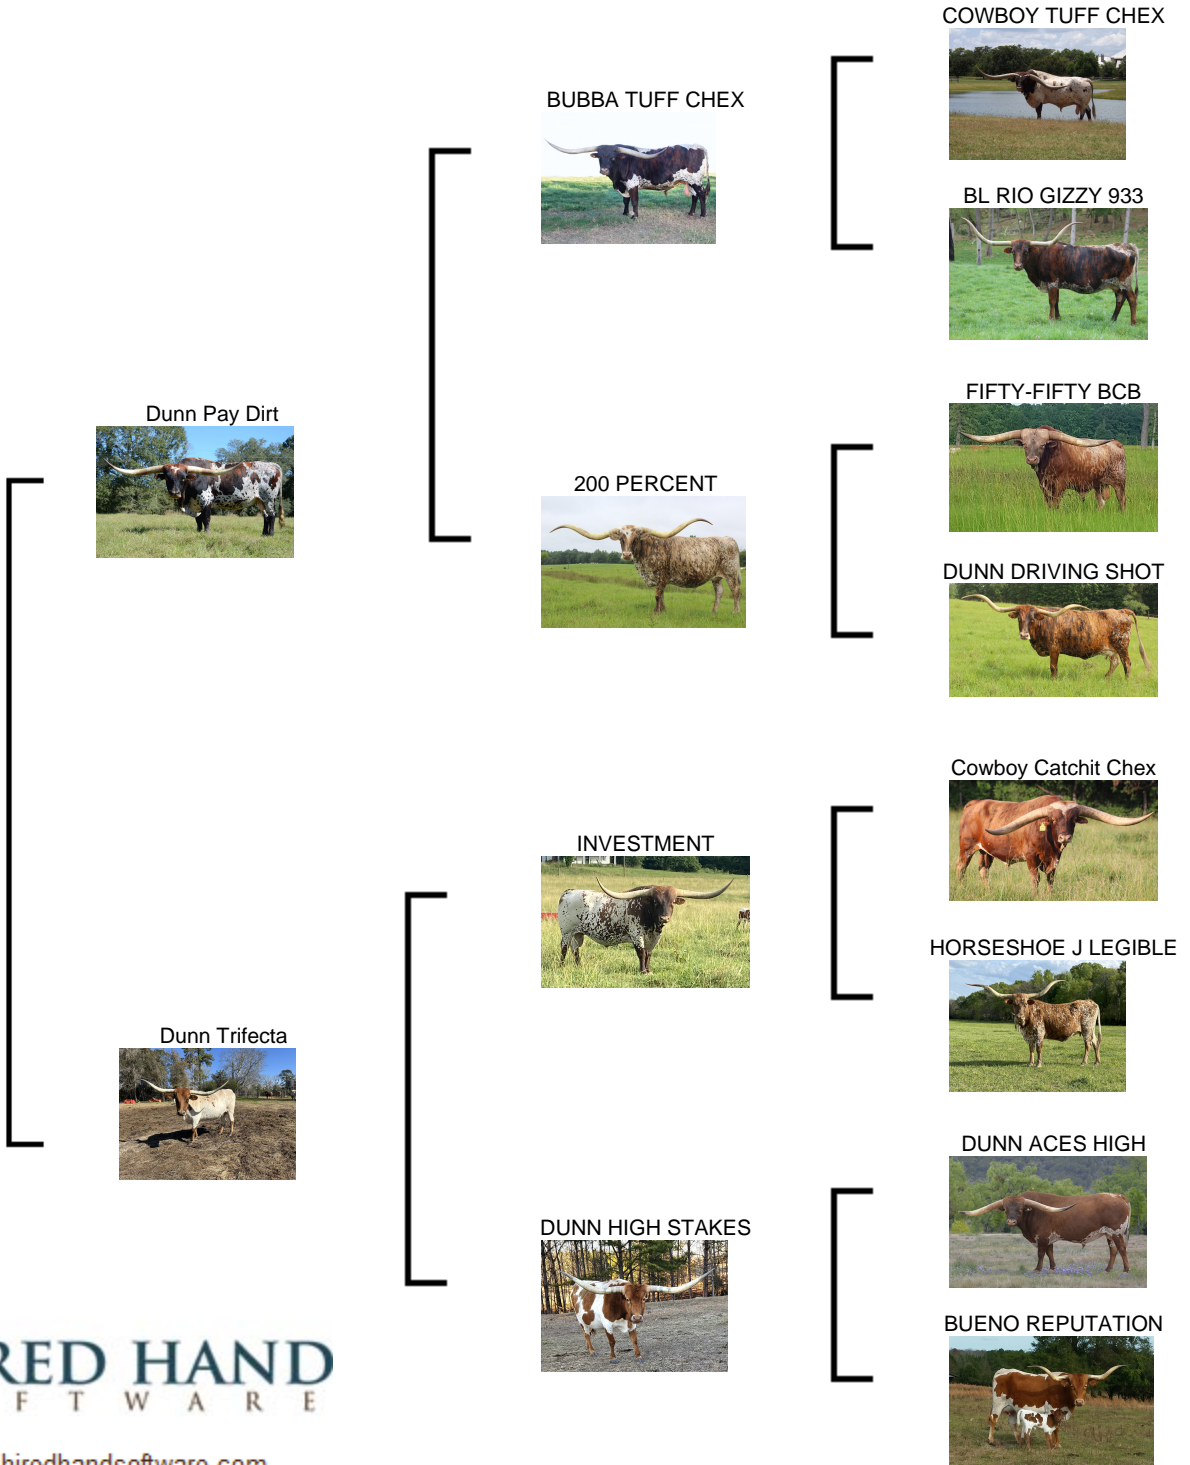 COWBOY TUFF CHEX
BUBBA TUFF CHEX
BL RIO GIZZY 933
Dunn Pay Dirt
FIFTY-FIFTY BCB
200 PERCENT
DUNN DRIVING SHOT
Cowboy Catchit Chex
INVESTMENT
HORSESHOE J LEGIBLE
Dunn Trifecta
DUNN ACES HIGH
DUNN HIGH STAKES
BUENO REPUTATION
RED HAND
F T W A R E
hiredhandsoftware.com